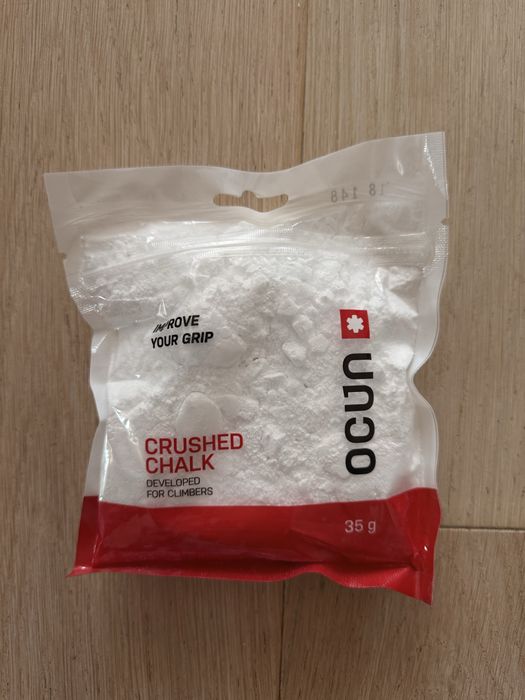 18 148
IMPROVE
YOUR GRIP
ocun
CRUSHED
CHALK
DEVELOPED
FOR CLIMBERS
35 g